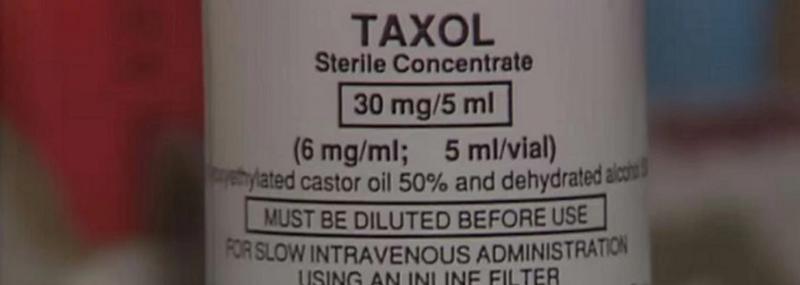 TAXOL
Sterile Concentrate
30 mg/5 ml
(6 mg/ml; 5 ml/vial)
castor oil 50% and dehydrated alcohol
MUST BE DILUTED BEFORE USE
FOR SLOW INTRAVENOUS ADMINISTRATION
USING AN INLINE FILTER